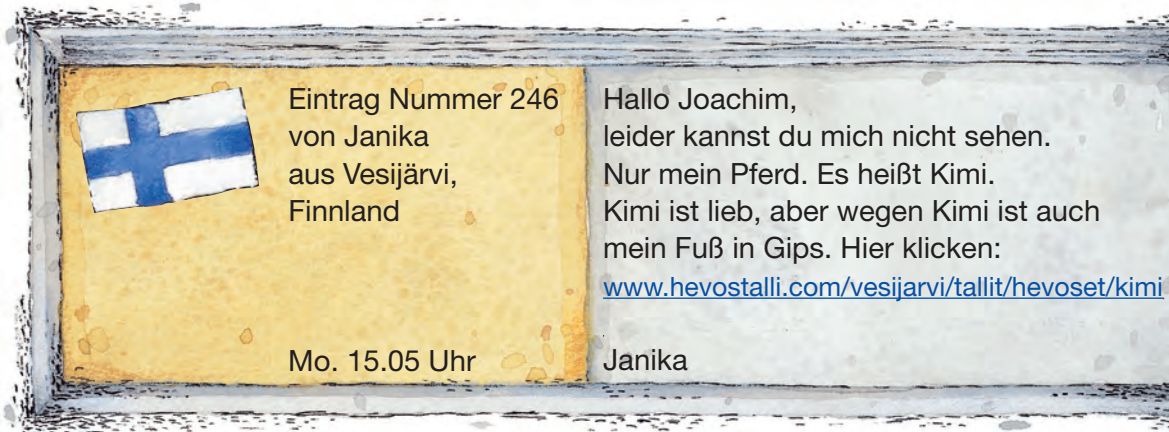 Eintrag Nummer 246
von Janika
aus Vesijärvi,
Finnland
Mo. 15.05 Uhr
Hallo Joachim,
leider kannst du mich nicht sehen.
Nur mein Pferd. Es heißt Kimi.
Kimi ist lieb, aber wegen Kimi ist auch
mein Fuß in Gips. Hier klicken:
www.hevostalli.com/vesijarvi/tallit/hevoset/kimi
Janika